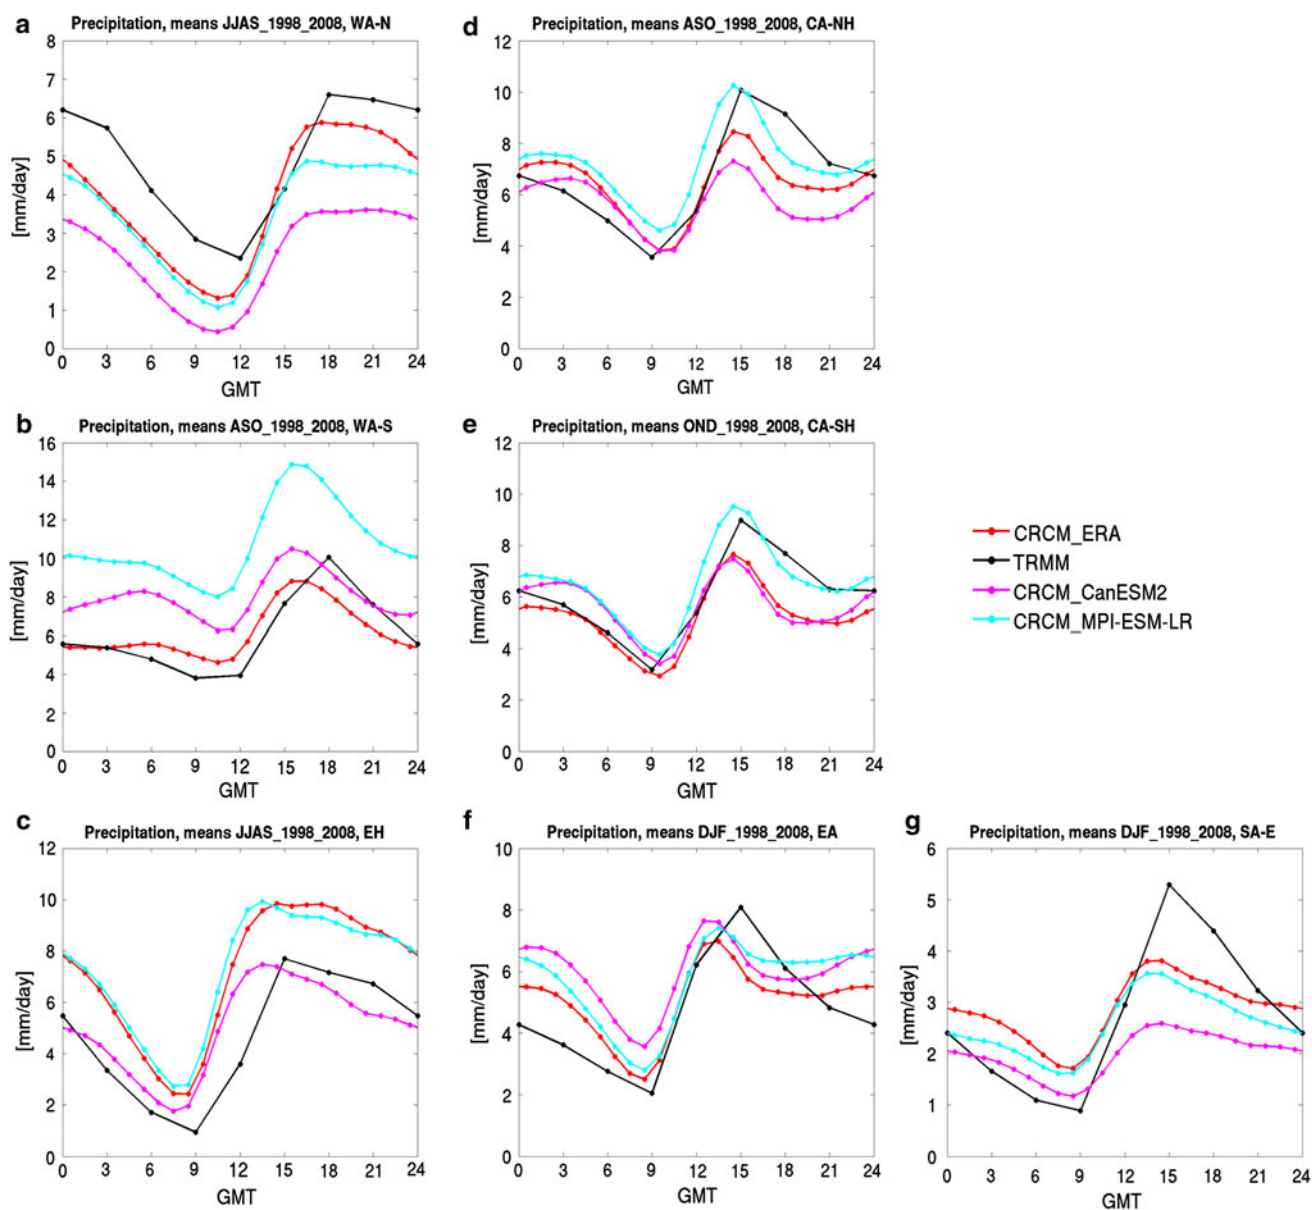 a
Precipitation, means JJAS_1998_2008, WA-N
[mm/day]
8
7
6
5
4
3
2
1
0
0 3 6 9 12 15 18 21 24
GMT
d
Precipitation, means ASO_1998_2008, CA-NH
[mm/day]
12
10
8
6
4
2
0
0 3 6 9 12 15 18 21 24
GMT
b
Precipitation, means ASO_1998_2008, WA-S
[mm/day]
16
14
12
10
8
6
4
2
0
0 3 6 9 12 15 18 21 24
GMT
e
Precipitation, means OND_1998_2008, CA-SH
[mm/day]
12
10
8
6
4
2
0
0 3 6 9 12 15 18 21 24
GMT
CRCM_ERA
TRMM
CRCM_CanESM2
CRCM_MPI-ESM-LR
c
Precipitation, means JJAS_1998_2008, EH
[mm/day]
12
10
8
6
4
2
0
0 3 6 9 12 15 18 21 24
GMT
f
Precipitation, means DJF_1998_2008, EA
[mm/day]
10
8
6
4
2
0
0 3 6 9 12 15 18 21 24
GMT
g
Precipitation, means DJF_1998_2008, SA-E
[mm/day]
6
5
4
3
2
1
0
0 3 6 9 12 15 18 21 24
GMT